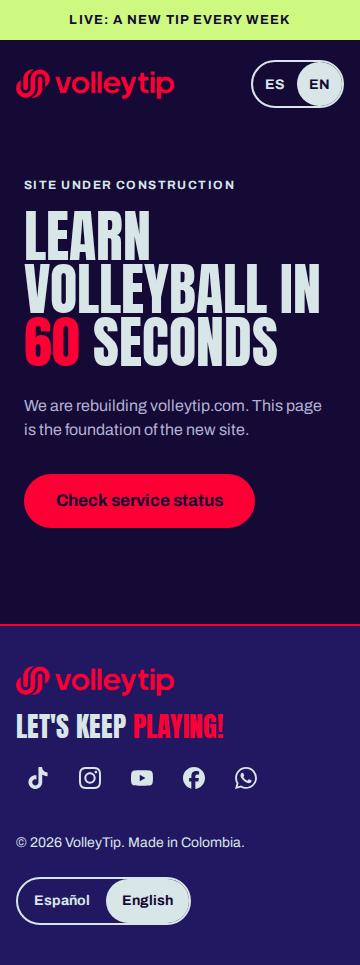 LIVE: A NEW TIP EVERY WEEK
volleytip
ES EN
SITE UNDER CONSTRUCTION
LEARN
VOLLEYBALL IN
60 SECONDS
We are rebuilding volleytip.com. This page
is the foundation of the new site.
Check service status
volleytip
LET'S KEEP PLAYING!
© 2026 VolleyTip. Made in Colombia.
Español English